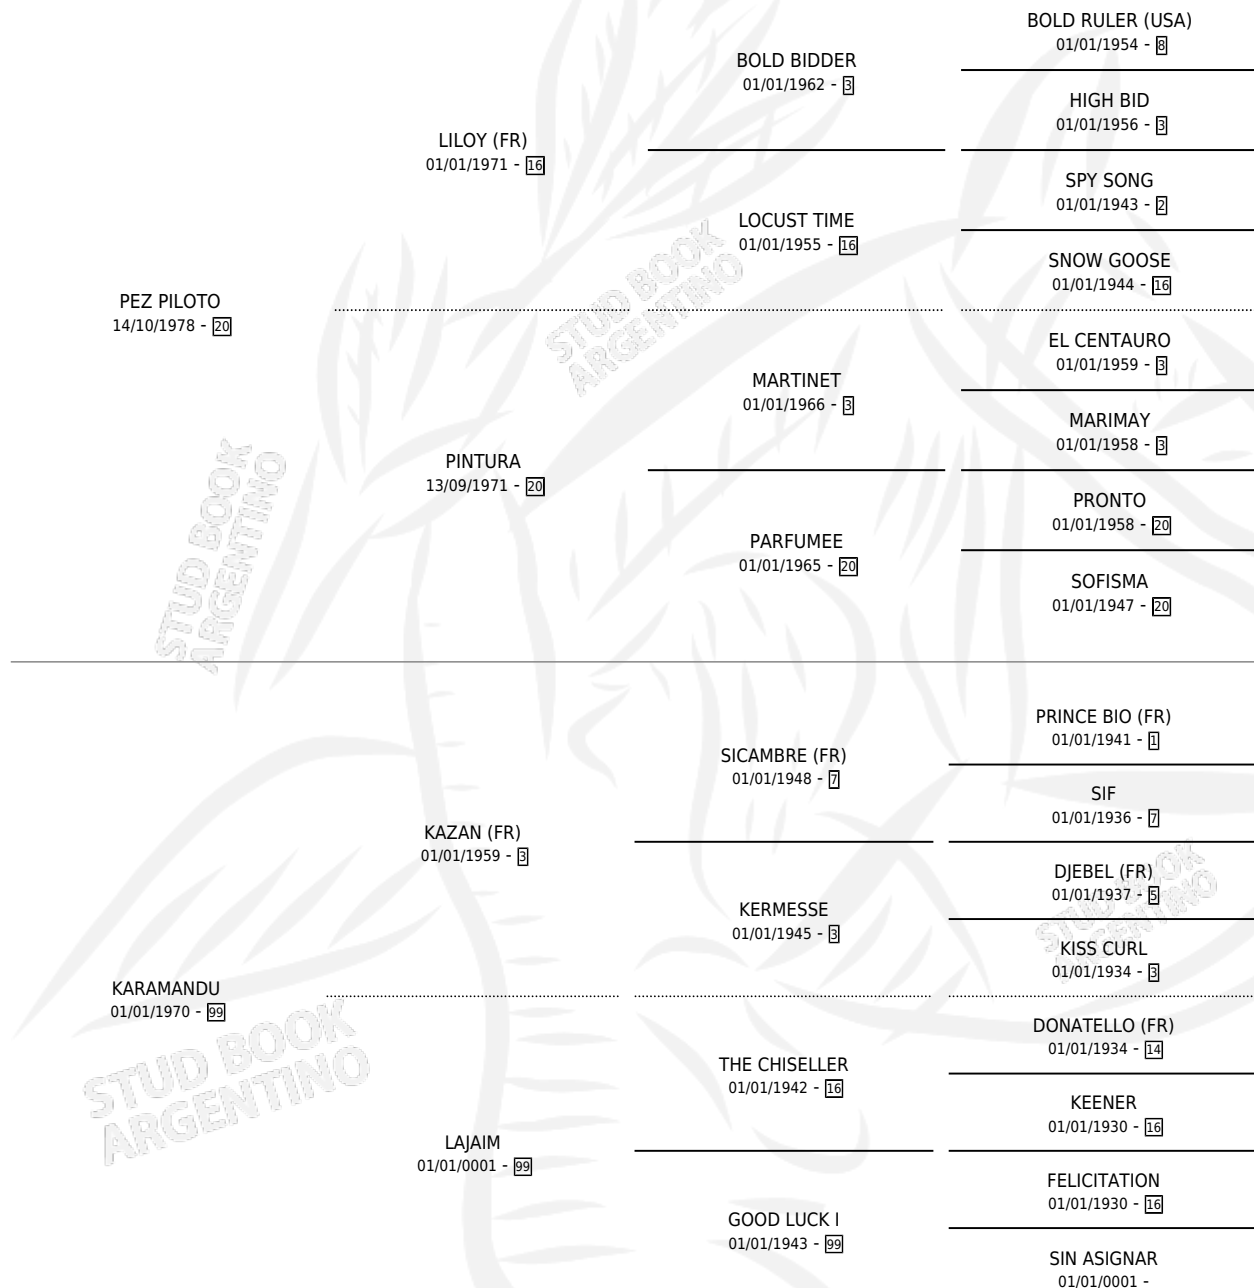 PEZ PILOTO
14/10/1978 - 20
LILOY (FR)
01/01/1971 - 16
BOLD BIDDER
01/01/1962 - 3
BOLD RULER (USA)
01/01/1954 - 8
HIGH BID
01/01/1956 - 3
LOCUST TIME
01/01/1955 - 16
SPY SONG
01/01/1943 - 2
SNOW GOOSE
01/01/1944 - 16
PINTURA
13/09/1971 - 20
MARTINET
01/01/1966 - 3
EL CENTAURO
01/01/1959 - 3
MARIMAY
01/01/1958 - 3
PARFUMEE
01/01/1965 - 20
PRONTO
01/01/1958 - 20
SOFISMA
01/01/1947 - 20
KARAMANDU
01/01/1970 - 99
KAZAN (FR)
01/01/1959 - 3
SICAMBRE (FR)
01/01/1948 - 7
PRINCE BIO (FR)
01/01/1941 - 1
SIF
01/01/1936 - 7
KERMESSE
01/01/1945 - 3
DJEBEL (FR)
01/01/1937 - 5
KISS CURL
01/01/1934 - 3
LAJAIM
01/01/0001 - 99
THE CHISELLER
01/01/1942 - 16
DONATELLO (FR)
01/01/1934 - 14
KEENER
01/01/1930 - 16
GOOD LUCK I
01/01/1943 - 99
FELICITATION
01/01/1930 - 16
SIN ASIGNAR
01/01/0001 -
STUD BOOK
ARGENTINO
STUD BOOK
ARGENTINO
STUD BOOK
ARGENTINO
STUD BOOK
ARGENTINO